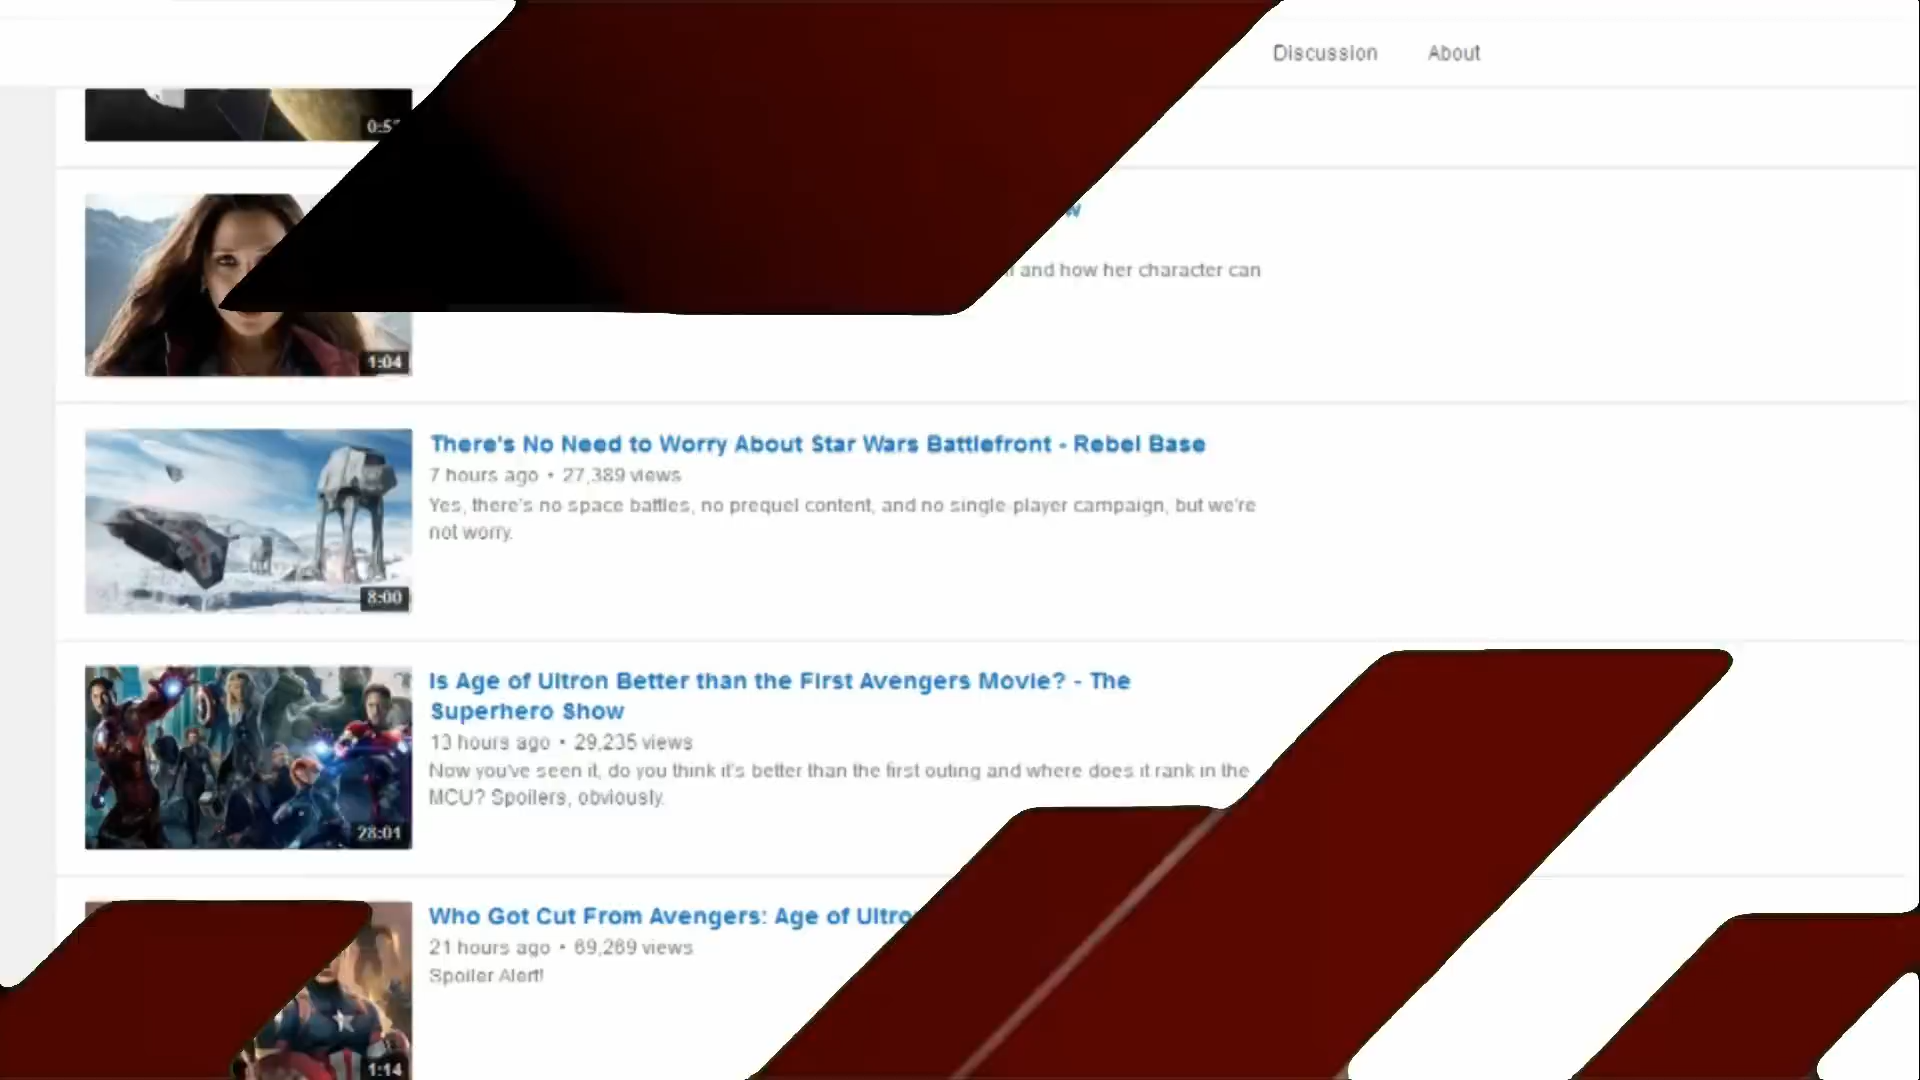 Discussion About
and how her character can
1:04
There's No Need to Worry About Star Wars Battlefront - Rebel Base
7 hours ago • 27,389 views
Yes, there's no space battles, no prequel content, and no single-player campaign, but we're
not worry.
8:00
Is Age of Ultron Better than the First Avengers Movie? - The
Superhero Show
13 hours ago • 29,235 views
Now you've seen it, do you think it's better than the first outing and where does it rank in the
MCU? Spoilers, obviously.
28:01
Who Got Cut From Avengers: Age of
21 hours ago • 69,269 views
Spoiler Alert!
1:14